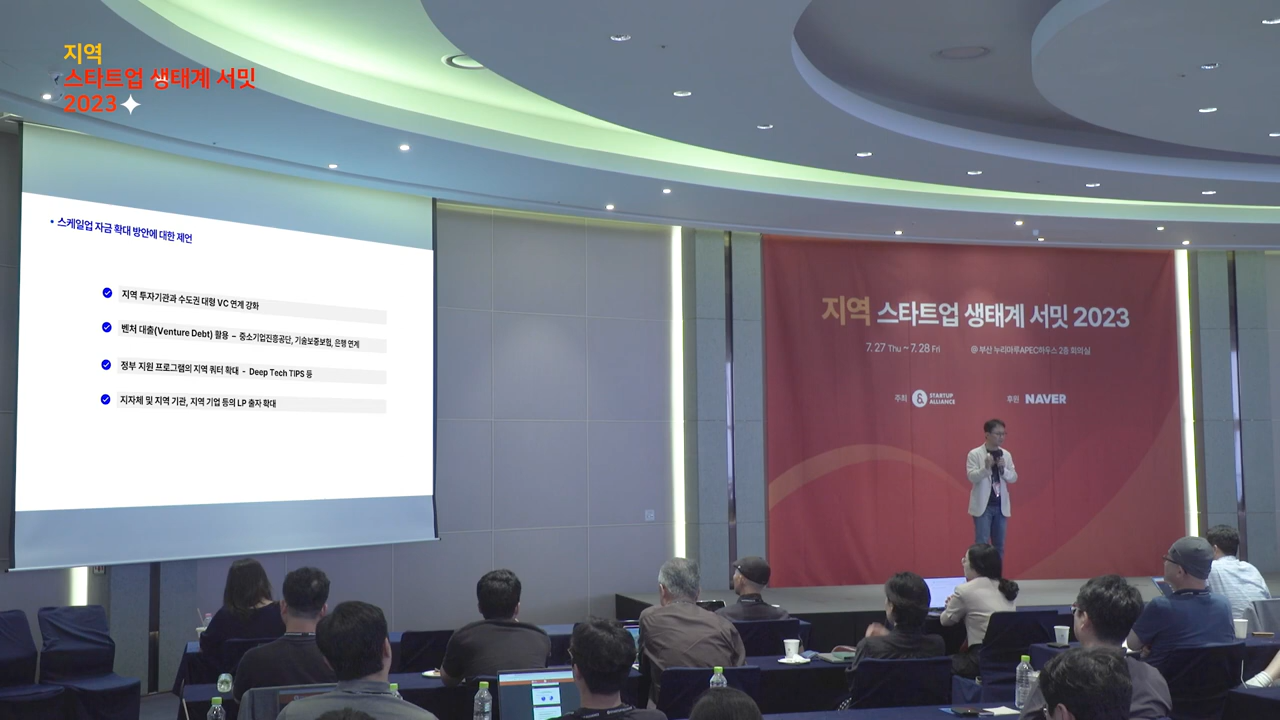 지역
스타트업 생태계 서밋
2023
• 스케일업 자금 확대 방안에 대한 제언
지역 투자기관과 수도권 대형 VC 연계 강화
벤처 대출(Venture Debt) 활용 – 중소기업진흥공단, 기술보증보험, 은행 연계
정부 지원 프로그램의 지역 쿼터 확대 - Deep Tech TIPS 등
지자체 및 지역 기관, 지역 기업 등의 LP 출자 확대
지역 스타트업 생태계 서밋 2023
7. 27 Thu ~ 7. 28 Fri @ 부산 누리마루APEC하우스 2층 회의실
주최 STARTUP ALLIANCE 후원 NAVER